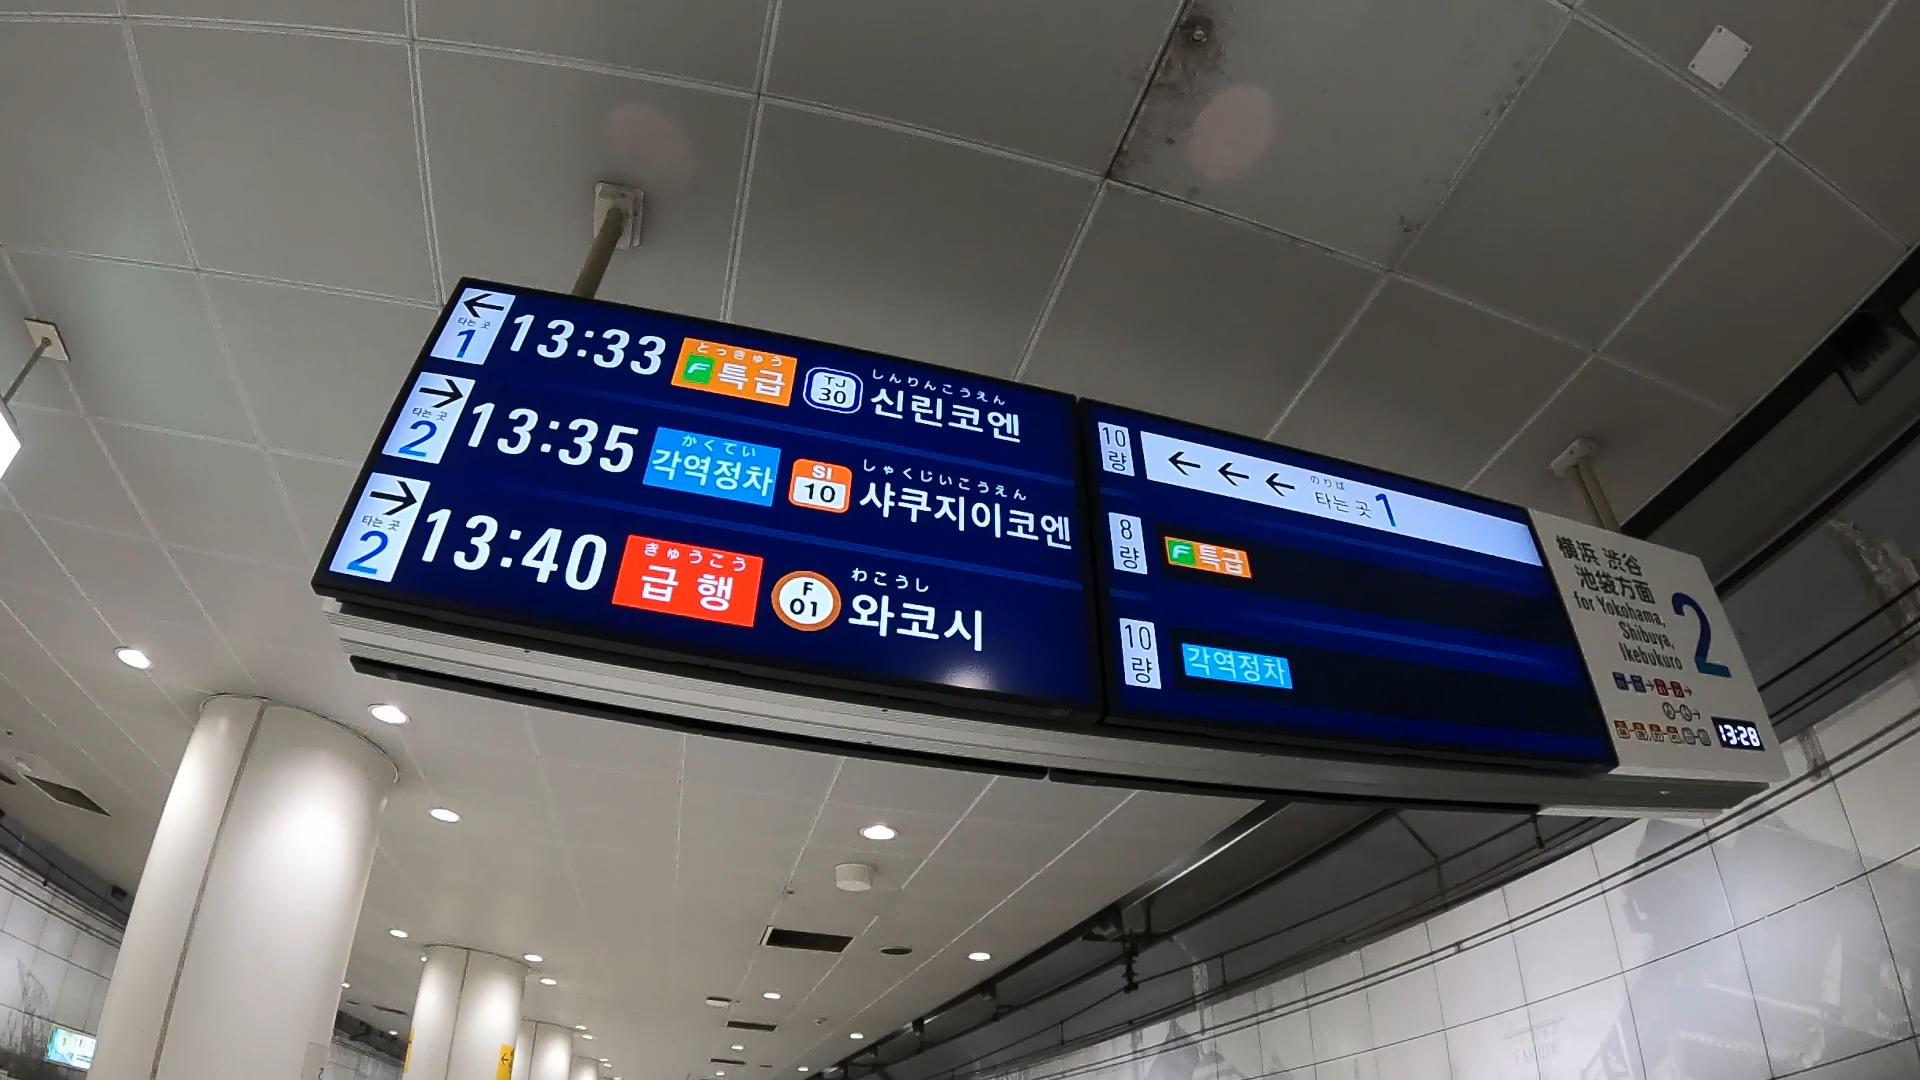 ← 타는 곳 1 13:33 とっきゅう F 특급 TJ 30 しんりんこうえん 신린코엔
→ 타는 곳 2 13:35 かくてい 각역정차 SI 10 しゃくじいこうえん 샤쿠지이코엔
→ 타는 곳 2 13:40 きゅうこう 급행 F 01 わこうし 와코시
10량 ← ← ← のりば 타는 곳 1
8량 F 특급
10량 각역정차
横浜 渋谷
池袋方面
for Yokohama,
Shibuya,
Ikebukuro
2
13:28